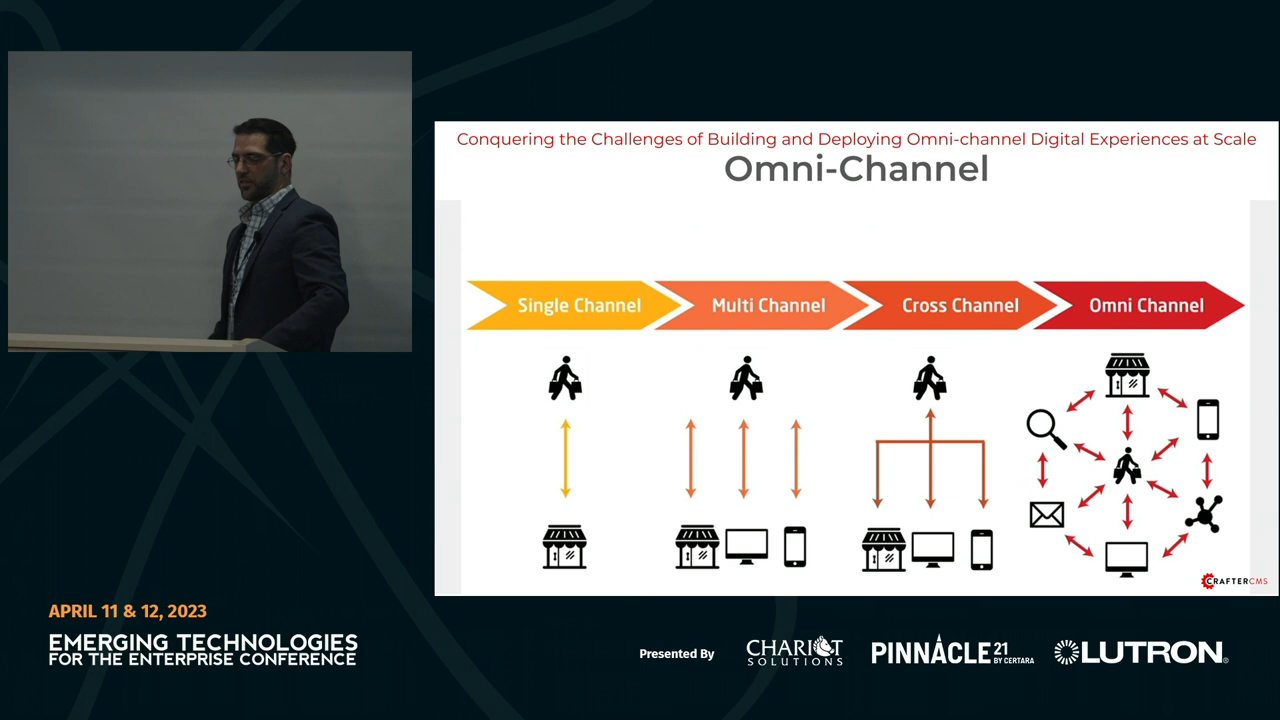 Conquering the Challenges of Building and Deploying Omni-channel Digital Experiences at Scale
Omni-Channel
Single Channel
Multi Channel
Cross Channel
Omni Channel
CRAFTERCMS
APRIL 11 & 12, 2023
EMERGING TECHNOLOGIES
FOR THE ENTERPRISE CONFERENCE
Presented By
CHARIOT
SOLUTIONS
PINNACLE 21
BY CERTARA
LUTRON®